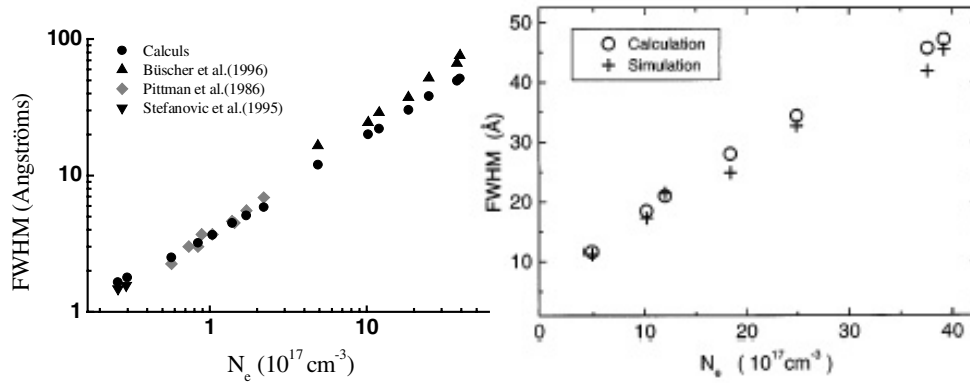 100
10
1
1
10
FWHM (Angströms)
N_e (10^17 cm^-3)
Calculs
Büscher et al.(1996)
Pittman et al.(1986)
Stefanovic et al.(1995)
50
40
30
20
10
0
10
20
30
40
FWHM (Å)
N_e ( 10^17 cm^-3)
Calculation
Simulation